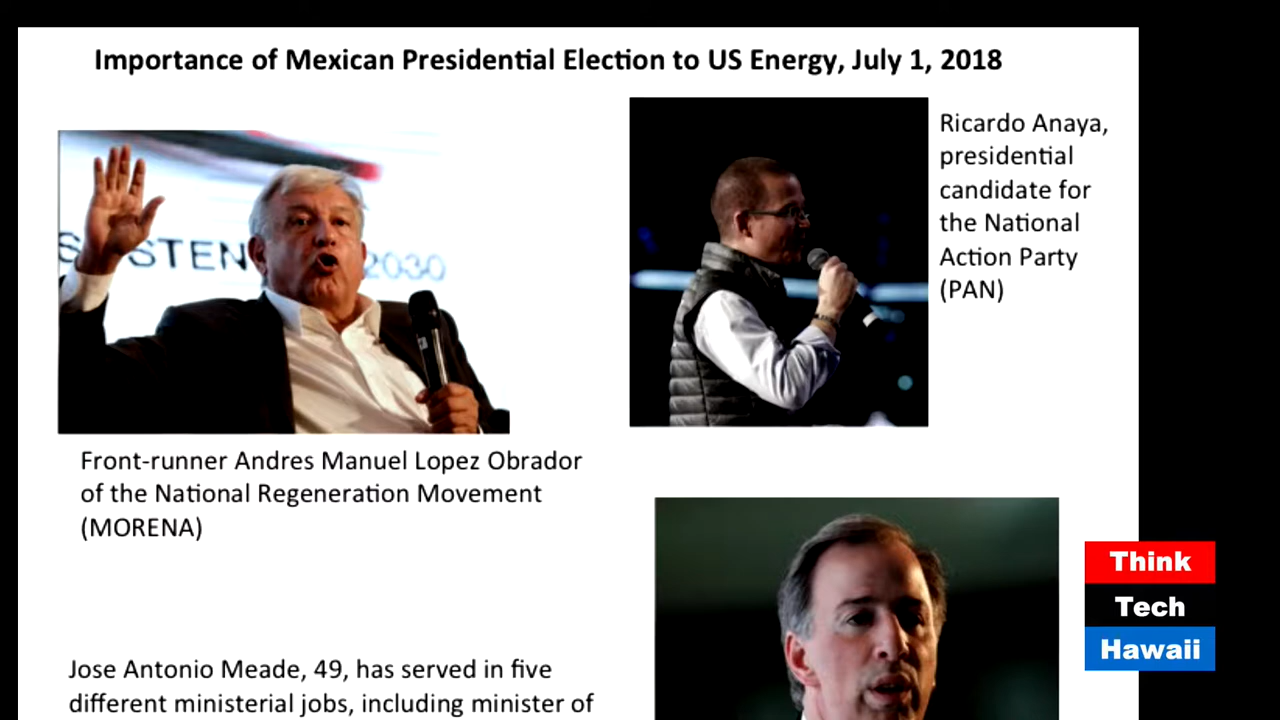 Importance of Mexican Presidential Election to US Energy, July 1, 2018
Ricardo Anaya,
presidential
candidate for
the National
Action Party
(PAN)
2030
Front-runner Andres Manuel Lopez Obrador
of the National Regeneration Movement
(MORENA)
Think
Tech
Hawaii
Jose Antonio Meade, 49, has served in five
different ministerial jobs, including minister of